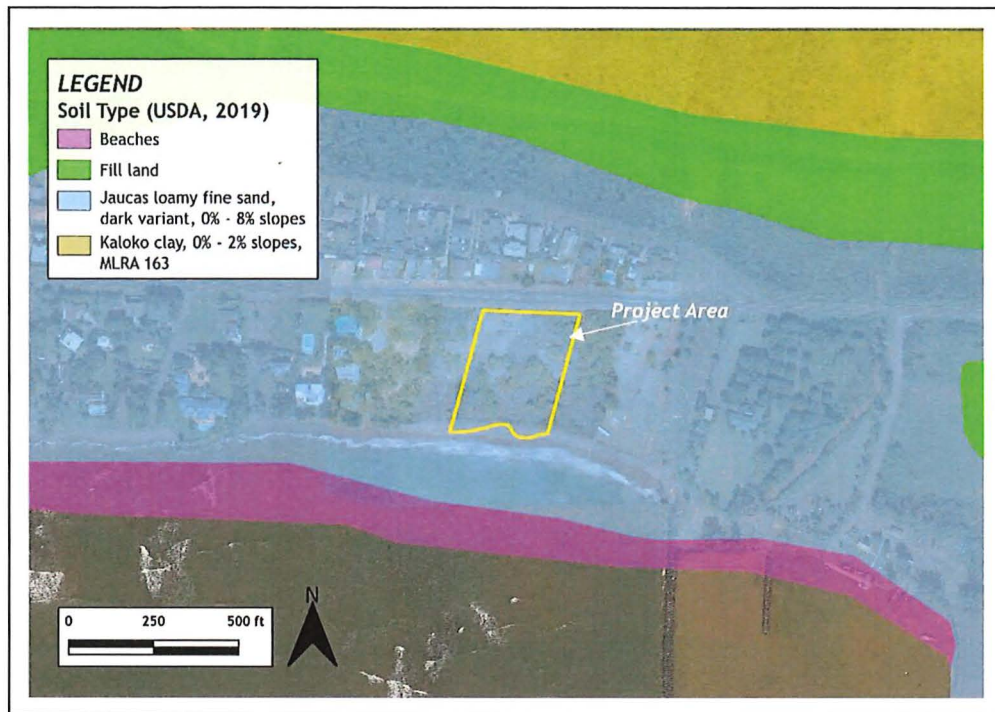 LEGEND
Soil Type (USDA, 2019)
Beaches
Fill land
Jaucas loamy fine sand,
dark variant, 0% - 8% slopes
Kaloko clay, 0% - 2% slopes,
MLRA 163
Project Area
N
0 250 500 ft